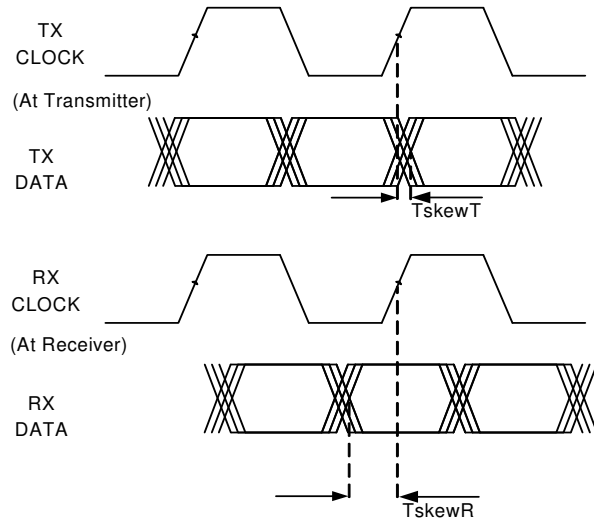 TX
CLOCK
(At Transmitter)
TX
DATA
TskewT
RX
CLOCK
(At Receiver)
RX
DATA
TskewR